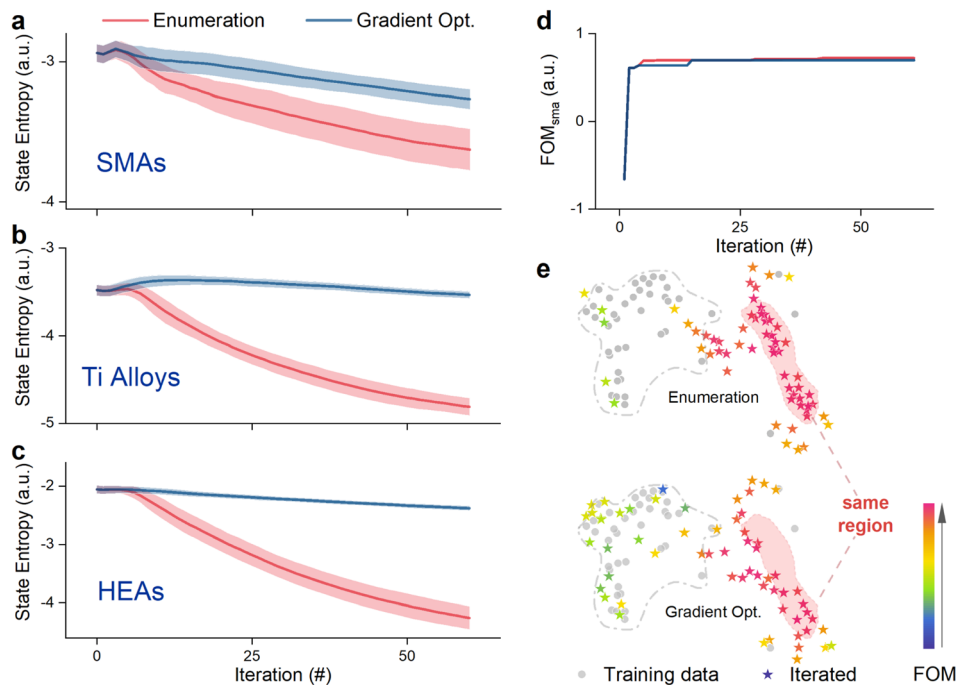 a
Enumeration
Gradient Opt.
State Entropy (a.u.)
-3
-4
SMAs
b
State Entropy (a.u.)
-3
-4
-5
Ti Alloys
c
State Entropy (a.u.)
-2
-3
-4
HEAs
0
25
50
Iteration (#)
d
FOMsma (a.u.)
1
0
-1
0
25
50
Iteration (#)
e
Enumeration
same
region
Gradient Opt.
Training data
Iterated
FOM